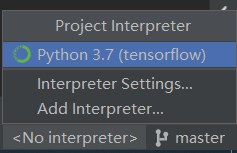 Project Interpreter
Python 3.7 (tensorflow)
Interpreter Settings...
Add Interpreter...
<No interpreter> master